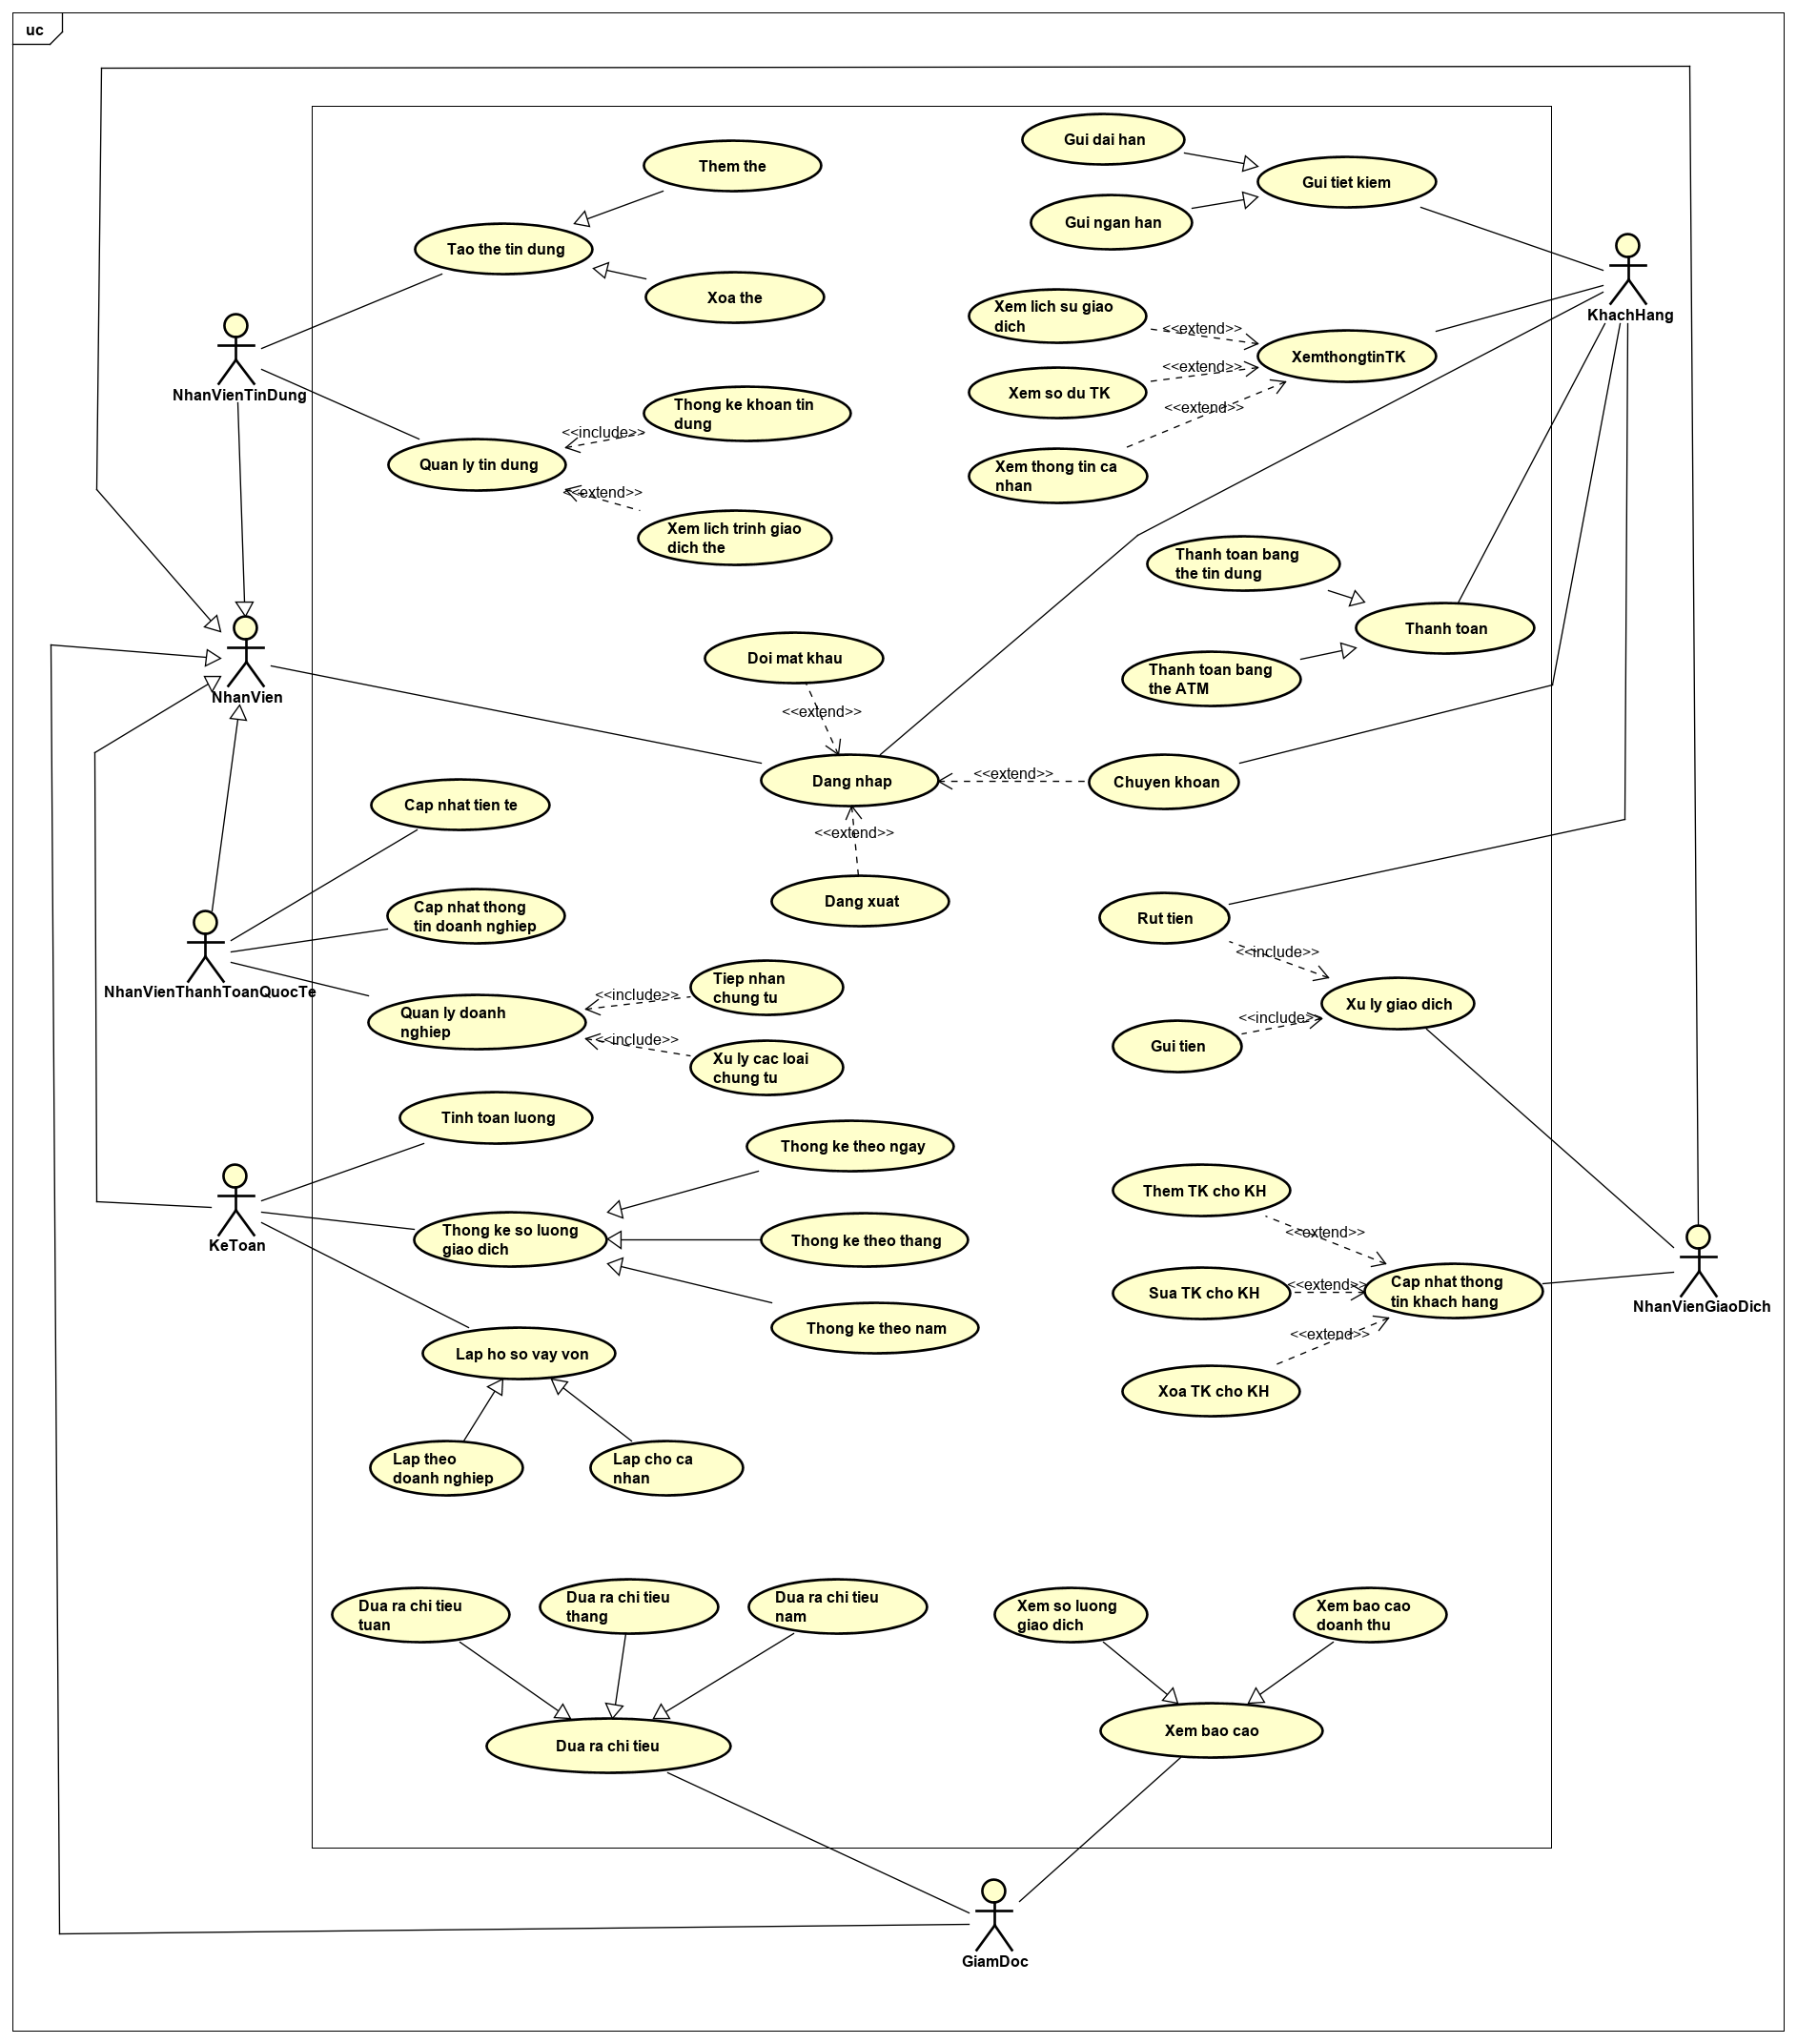 uc
Them the
Tao the tin dung
Xoa the
NhanVienTinDung
Thong ke khoan tin
dung
<<include>>
Quan ly tin dung
<<extend>>
Xem lich trinh giao
dich the
Gui dai han
Gui tiet kiem
Gui ngan han
KhachHang
Xem lich su giao
dich
<<extend>>
XemthongtinTK
<<extend>>
Xem so du TK
<<extend>>
Xem thong tin ca
nhan
Thanh toan bang
the tin dung
Thanh toan
Thanh toan bang
the ATM
NhanVien
Doi mat khau
<<extend>>
Dang nhap
<<extend>>
Chuyen khoan
<<extend>>
Dang xuat
Cap nhat tien te
Cap nhat thong
tin doanh nghiep
NhanVienThanhToanQuocTe
Quan ly doanh
nghiep
<<include>>
Tiep nhan
chung tu
<<include>>
Xu ly cac loai
chung tu
Rut tien
<<include>>
Xu ly giao dich
<<include>>
Gui tien
Tinh toan luong
KeToan
Thong ke so luong
giao dich
Thong ke theo ngay
Thong ke theo thang
Thong ke theo nam
Lap ho so vay von
Lap theo
doanh nghiep
Lap cho ca
nhan
Them TK cho KH
<<extend>>
Sua TK cho KH
<<extend>>
Cap nhat thong
tin khach hang
<<extend>>
Xoa TK cho KH
NhanVienGiaoDich
Dua ra chi tieu
tuan
Dua ra chi tieu
thang
Dua ra chi tieu
nam
Dua ra chi tieu
Xem so luong
giao dich
Xem bao cao
doanh thu
Xem bao cao
GiamDoc